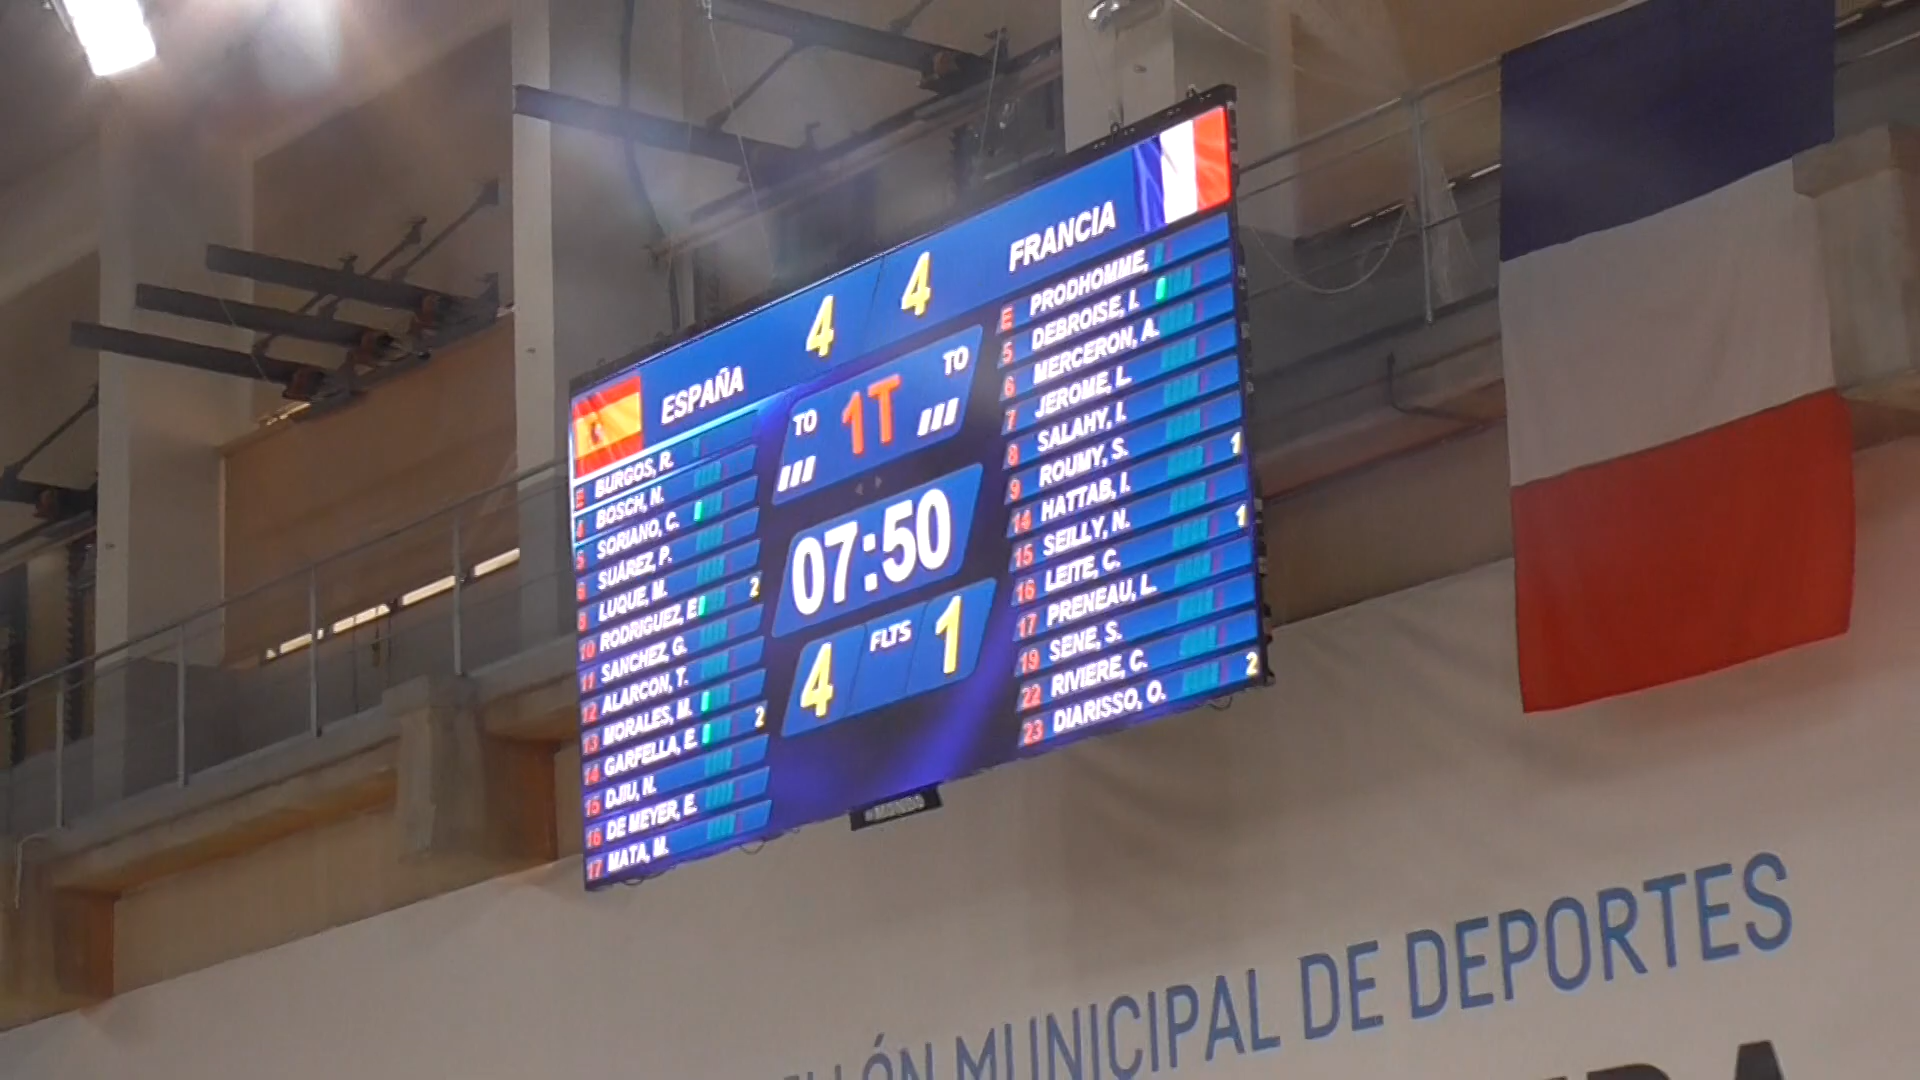 ESPAÑA 4 4 FRANCIA
TO 1T TO
07:50
4 FLTS 1
E BURGOS, R.
4 BOSCH, N.
5 SORIANO, C.
6 SUÁREZ, P.
8 LUQUE, M. 2
10 RODRIGUEZ, E
11 SANCHEZ, G.
12 ALARCON, T.
13 MORALES, M. 2
14 GARFELLA, E.
15 DJIU, N.
16 DE MEYER, E.
17 MATA, M.
E PRODHOMME,
5 DEBROISE, I.
6 MERCERON, A.
7 JEROME, L.
8 SALAHY, I.
9 ROUMY, S. 1
14 HATTAB, I.
15 SEILLY, N. 1
16 LEITE, C.
17 PRENEAU, L.
19 SENE, S.
22 RIVIERE, C. 2
23 DIARISSO, O.
MONDO
LLÓN MUNICIPAL DE DEPORTES